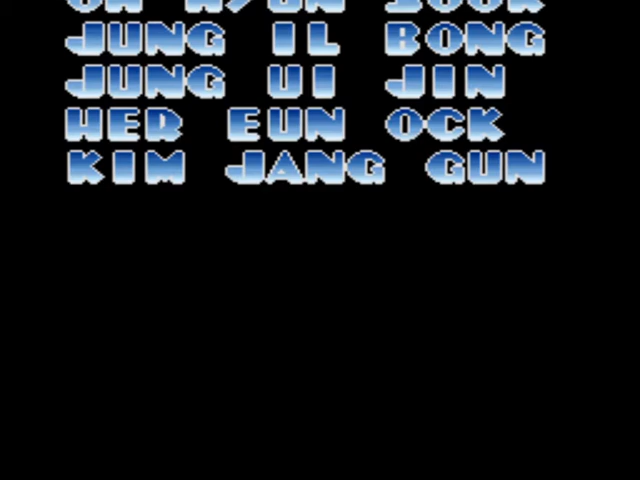 JUNG IL BONG
JUNG UI JIN
HER EUN OCK
KIM JANG GUN